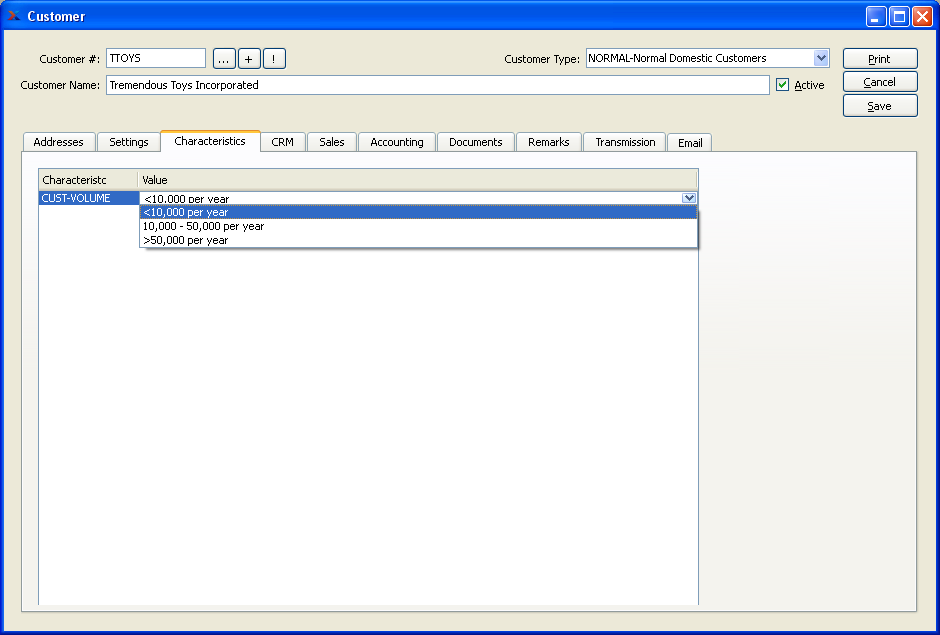 Customer
Customer #: TTOYS ... + ! Customer Type: NORMAL-Normal Domestic Customers Print
Customer Name: Tremendous Toys Incorporated Active Cancel
Save
Addresses Settings Characteristics CRM Sales Accounting Documents Remarks Transmission Email
Characteristc Value
CUST-VOLUME <10,000 per year
<10,000 per year
10,000 - 50,000 per year
>50,000 per year